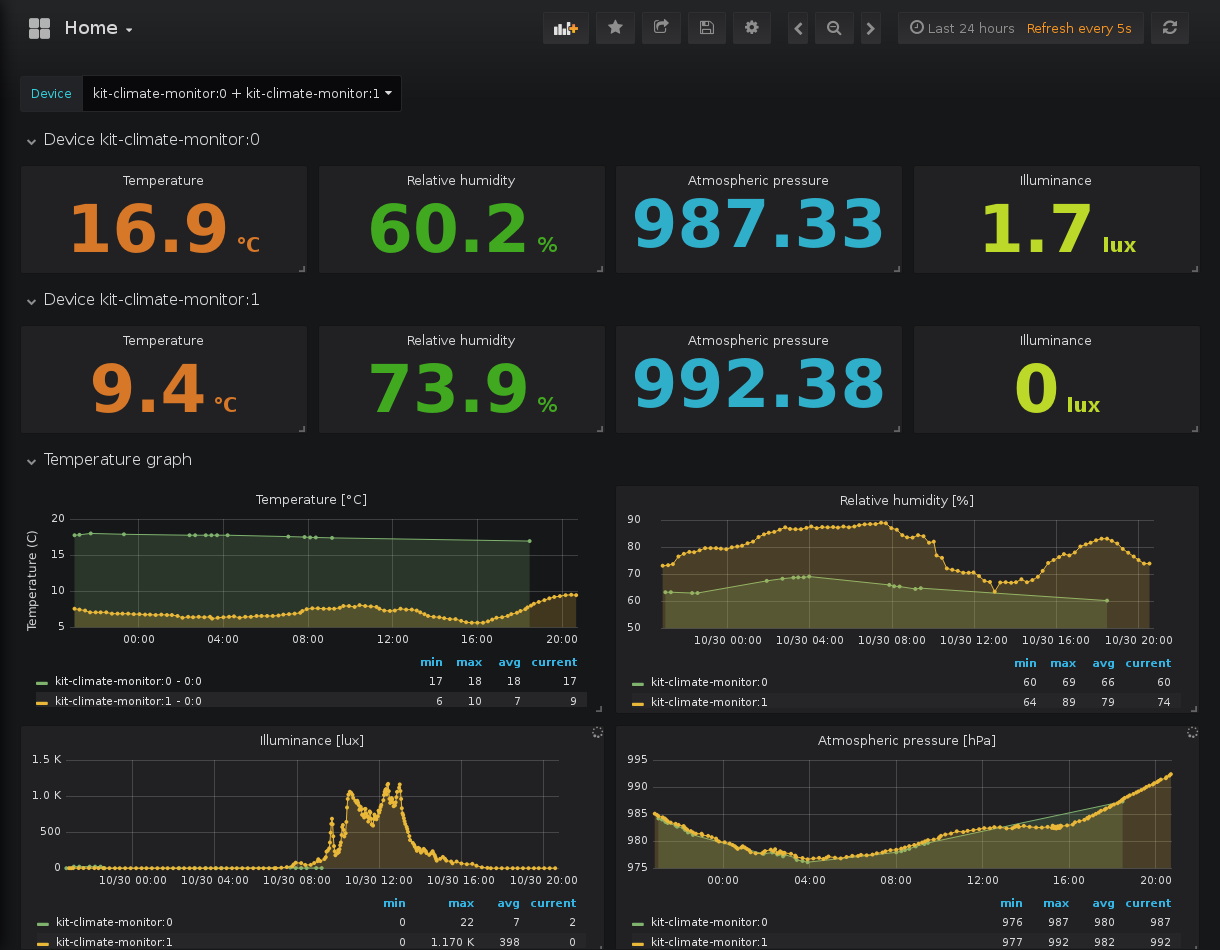 Home
Last 24 hours Refresh every 5s
Device kit-climate-monitor:0 + kit-climate-monitor:1
Device kit-climate-monitor:0
Temperature Relative humidity Atmospheric pressure Illuminance
16.9 °C 60.2 % 987.33 1.7 lux
Device kit-climate-monitor:1
Temperature Relative humidity Atmospheric pressure Illuminance
9.4 °C 73.9 % 992.38 0 lux
Temperature graph
Temperature [°C]
Temperature (C)
20
15
10
5
00:00 04:00 08:00 12:00 16:00 20:00
min max avg current
kit-climate-monitor:0 - 0:0 17 18 18 17
kit-climate-monitor:1 - 0:0 6 10 7 9
Relative humidity [%]
90
80
70
60
50
10/30 00:00 10/30 04:00 10/30 08:00 10/30 12:00 10/30 16:00 10/30 20:00
min max avg current
kit-climate-monitor:0 60 69 66 60
kit-climate-monitor:1 64 89 79 74
Illuminance [lux]
1.5 K
1.0 K
500
0
10/30 00:00 10/30 04:00 10/30 08:00 10/30 12:00 10/30 16:00 10/30 20:00
min max avg current
kit-climate-monitor:0 0 22 7 2
kit-climate-monitor:1 0 1.170 K 398 0
Atmospheric pressure [hPa]
995
990
985
980
975
00:00 04:00 08:00 12:00 16:00 20:00
min max avg current
kit-climate-monitor:0 976 987 980 987
kit-climate-monitor:1 977 992 982 992